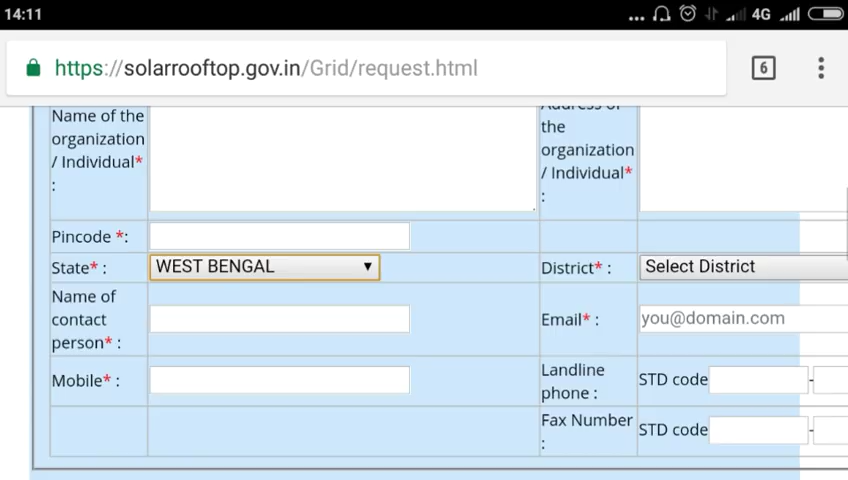 14:11
... 4G
https://solarrooftop.gov.in/Grid/request.html
6
Name of the
organization
/ Individual*
:
Address of
the
organization
/ Individual*
:
Pincode *:
State* :
WEST BENGAL
District* :
Select District
Name of
contact
person* :
Email* :
you@domain.com
Mobile* :
Landline
phone :
STD code
-
Fax Number
:
STD code
-